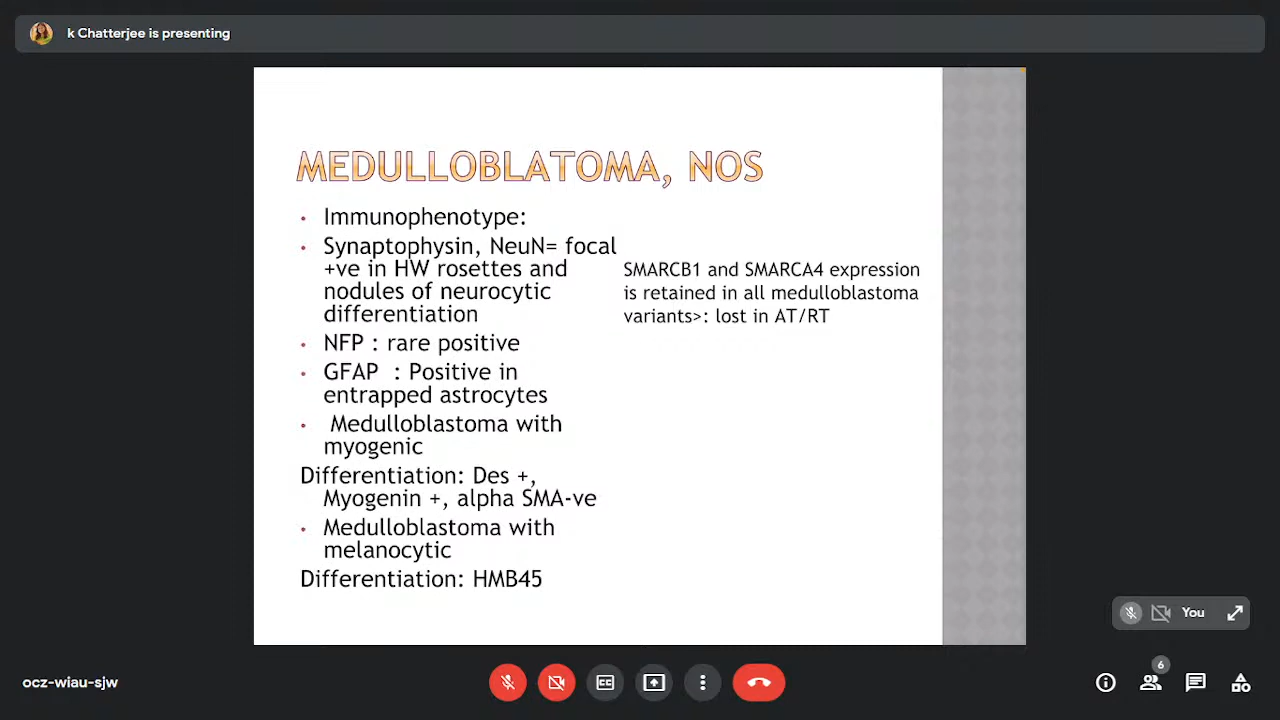 k Chatterjee is presenting
MEDULLOBLATOMA, NOS
• Immunophenotype:
• Synaptophysin, NeuN= focal
+ve in HW rosettes and
nodules of neurocytic
differentiation
• NFP : rare positive
• GFAP : Positive in
entrapped astrocytes
• Medulloblastoma with
myogenic
Differentiation: Des +,
Myogenin +, alpha SMA-ve
• Medulloblastoma with
melanocytic
Differentiation: HMB45
SMARCB1 and SMARCA4 expression
is retained in all medulloblastoma
variants>: lost in AT/RT
You
ocz-wiau-sjw
CC
6